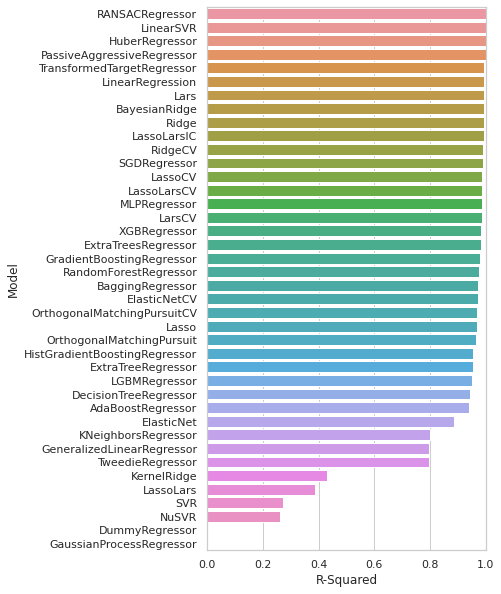 RANSACRegressor
LinearSVR
HuberRegressor
PassiveAggressiveRegressor
TransformedTargetRegressor
LinearRegression
Lars
BayesianRidge
Ridge
LassoLarsIC
RidgeCV
SGDRegressor
LassoCV
LassoLarsCV
MLPRegressor
LarsCV
XGBRegressor
ExtraTreesRegressor
GradientBoostingRegressor
RandomForestRegressor
BaggingRegressor
ElasticNetCV
OrthogonalMatchingPursuitCV
Lasso
OrthogonalMatchingPursuit
HistGradientBoostingRegressor
ExtraTreeRegressor
LGBMRegressor
DecisionTreeRegressor
AdaBoostRegressor
ElasticNet
KNeighborsRegressor
GeneralizedLinearRegressor
TweedieRegressor
KernelRidge
LassoLars
SVR
NuSVR
DummyRegressor
GaussianProcessRegressor
Model
0.0 0.2 0.4 0.6 0.8 1.0
R-Squared